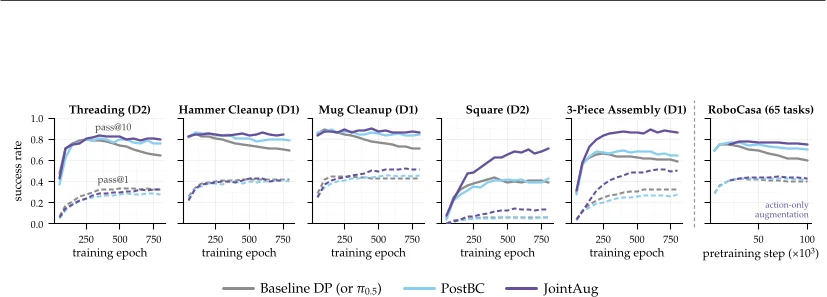 Threading (D2)
Hammer Cleanup (D1)
Mug Cleanup (D1)
Square (D2)
3-Piece Assembly (D1)
RoboCasa (65 tasks)
success rate
1.0
0.8
0.6
0.4
0.2
0.0
pass@10
pass@1
action-only
augmentation
250 500 750
250 500 750
250 500 750
250 500 750
250 500 750
50 100
training epoch
training epoch
training epoch
training epoch
training epoch
pretraining step (×10³)
Baseline DP (or π₀.₅)
PostBC
JointAug